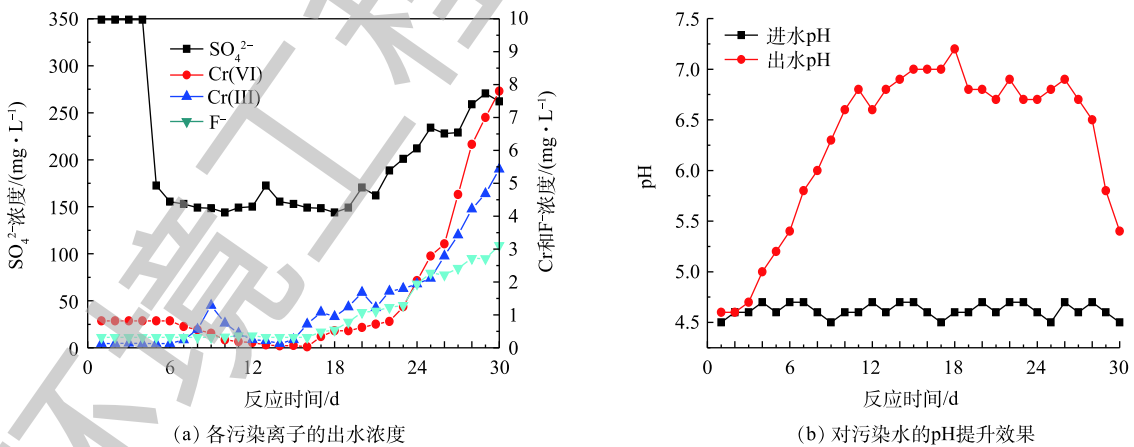 350
300
250
200
150
100
50
0
SO₄²⁻浓度/(mg·L⁻¹)
SO₄²⁻
Cr(VI)
Cr(III)
F⁻
10
9
8
7
6
5
4
3
2
1
0
Cr和F⁻浓度/(mg·L⁻¹)
0 6 12 18 24 30
反应时间/d
(a) 各污染离子的出水浓度
7.5
7.0
6.5
6.0
5.5
5.0
4.5
pH
进水pH
出水pH
0 6 12 18 24 30
反应时间/d
(b) 对污染水的pH提升效果
环境工程